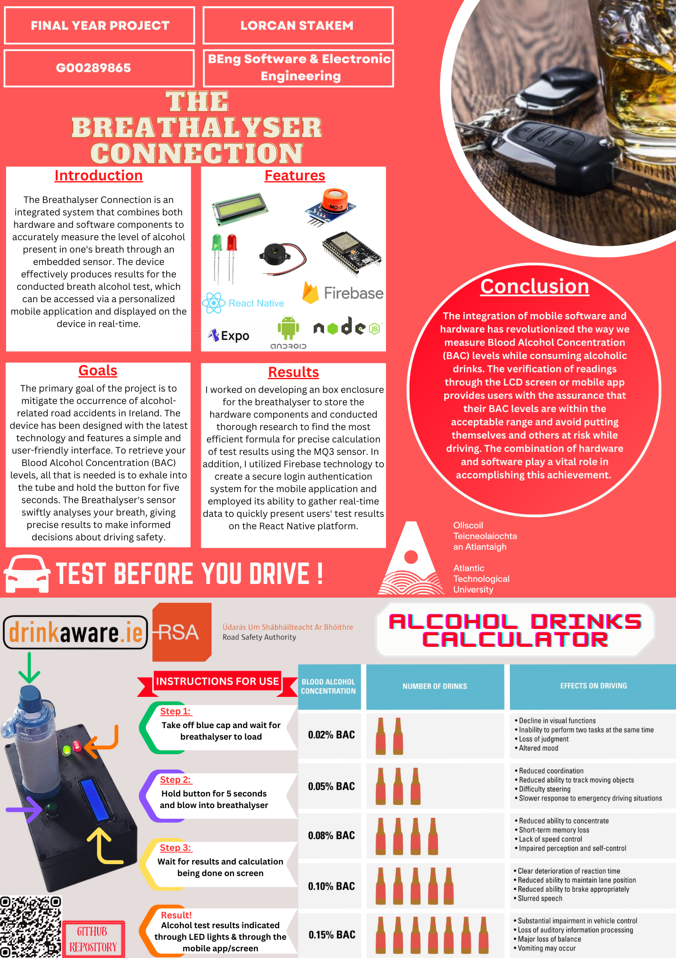 FINAL YEAR PROJECT
LORCAN STAKEM
G00289865
BEng Software & Electronic
Engineering
THE
BREATHALYSER
CONNECTION
Introduction
The Breathalyser Connection is an
integrated system that combines both
hardware and software components to
accurately measure the level of alcohol
present in one's breath through an
embedded sensor. The device
effectively produces results for the
conducted breath alcohol test, which
can be accessed via a personalized
mobile application and displayed on the
device in real-time.
Features
MQ-3
React Native
Firebase
Expo
ANDROID
node
JS
Goals
The primary goal of the project is to
mitigate the occurrence of alcohol-
related road accidents in Ireland. The
device has been designed with the latest
technology and features a simple and
user-friendly interface. To retrieve your
Blood Alcohol Concentration (BAC)
levels, all that is needed is to exhale into
the tube and hold the button for five
seconds. The Breathalyser's sensor
swiftly analyses your breath, giving
precise results to make informed
decisions about driving safety.
Results
I worked on developing an box enclosure
for the breathalyser to store the
hardware components and conducted
thorough research to find the most
efficient formula for precise calculation
of test results using the MQ3 sensor. In
addition, I utilized Firebase technology to
create a secure login authentication
system for the mobile application and
employed its ability to gather real-time
data to quickly present users' test results
on the React Native platform.
Conclusion
The integration of mobile software and
hardware has revolutionized the way we
measure Blood Alcohol Concentration
(BAC) levels while consuming alcoholic
drinks. The verification of readings
through the LCD screen or mobile app
provides users with the assurance that
their BAC levels are within the
acceptable range and avoid putting
themselves and others at risk while
driving. The combination of hardware
and software play a vital role in
accomplishing this achievement.
TEST BEFORE YOU DRIVE !
Ollscoil
Teicneolaíochta
an Atlantaigh
Atlantic
Technological
University
drinkaware.ie
RSA
Údarás Um Shábháilteacht Ar Bhóithre
Road Safety Authority
ALCOHOL DRINKS
CALCULATOR
INSTRUCTIONS FOR USE
Step 1:
Take off blue cap and wait for
breathalyser to load
Step 2:
Hold button for 5 seconds
and blow into breathalyser
Step 3:
Wait for results and calculation
being done on screen
Result!
Alcohol test results indicated
through LED lights & through the
mobile app/screen
GITHUB
REPOSITORY
BLOOD ALCOHOL
CONCENTRATION
NUMBER OF DRINKS
EFFECTS ON DRIVING
0.02% BAC
• Decline in visual functions
• Inability to perform two tasks at the same time
• Loss of judgment
• Altered mood
0.05% BAC
• Reduced coordination
• Reduced ability to track moving objects
• Difficulty steering
• Slower response to emergency driving situations
0.08% BAC
• Reduced ability to concentrate
• Short-term memory loss
• Lack of speed control
• Impaired perception and self-control
0.10% BAC
• Clear deterioration of reaction time
• Reduced ability to maintain lane position
• Reduced ability to brake appropriately
• Slurred speech
0.15% BAC
• Substantial impairment in vehicle control
• Loss of auditory information processing
• Major loss of balance
• Vomiting may occur